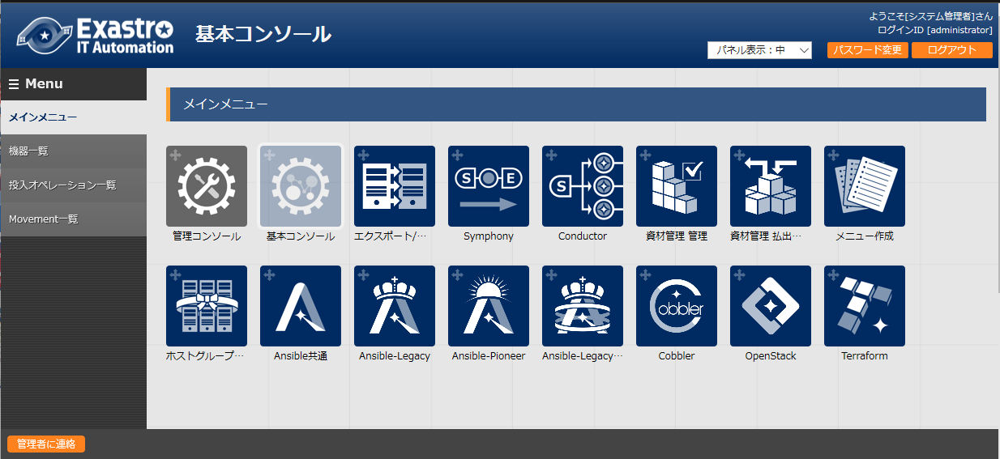 Exastro
IT Automation
基本コンソール
ようこそ[システム管理者]さん
ログインID [administrator]
パネル表示：中
パスワード変更
ログアウト
Menu
メインメニュー
機器一覧
投入オペレーション一覧
Movement一覧
メインメニュー
管理コンソール
基本コンソール
エクスポート/…
S
E
Symphony
S
Conductor
資材管理 管理
資材管理 払出…
メニュー作成
ホストグループ…
Ansible共通
Ansible-Legacy
Ansible-Pioneer
Ansible-Legacy…
Cobbler
Cobbler
OpenStack
Terraform
管理者に連絡